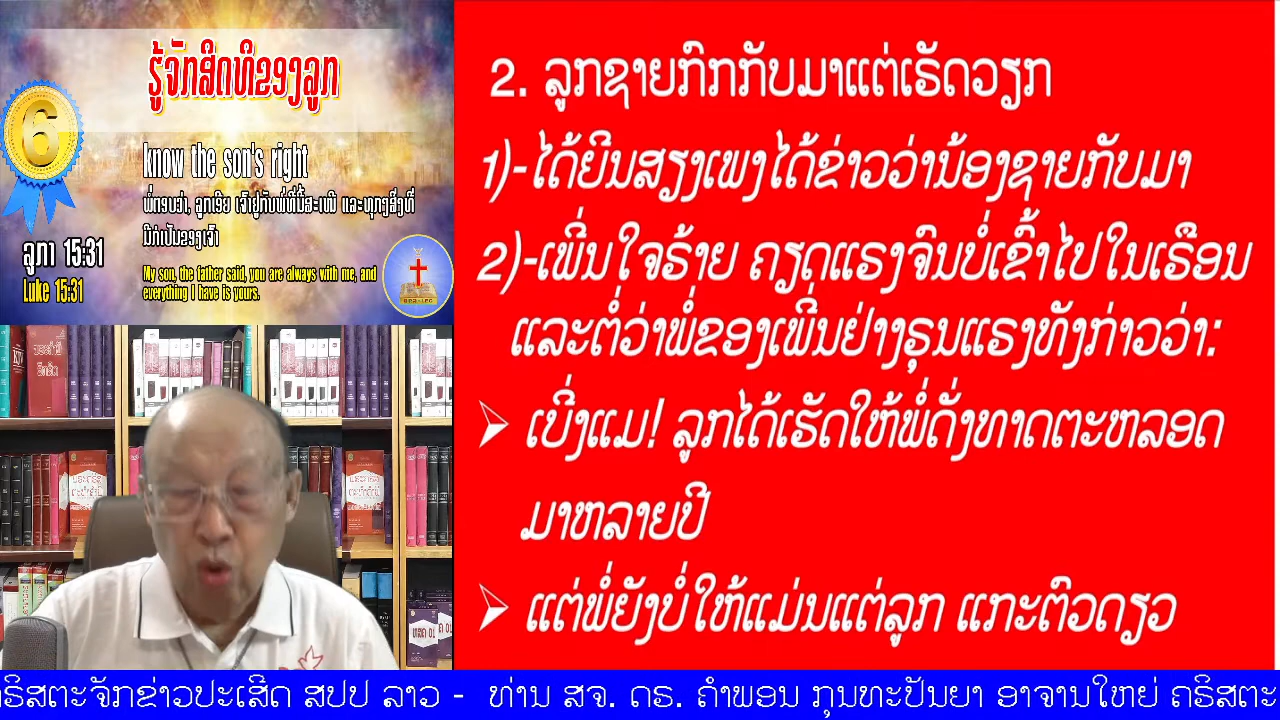 ຮູ້ຈັກສິດທິຂອງລູກ
6
know the son's right
ພໍ່ຕອບວ່າ, ລູກເອີຍ ເຈົ້າຢູ່ກັບພໍ່ທີ່ນີ້ສະເໝີ ແລະທຸກໆສິ່ງທີ່
ມີກໍເປັນຂອງເຈົ້າ
ລູກາ 15:31
Luke 15:31
My son, the father said, you are always with me, and
everything I have is yours.
2. ລູກຊາຍກົກກັບມາແຕ່ເຮັດວຽກ
1)-ໄດ້ຍິນສຽງເພງໄດ້ຂ່າວວ່ານ້ອງຊາຍກັບມາ
2)-ເພິ່ນໃຈຮ້າຍ ຄຽດແຮງຈົນບໍ່ເຂົ້າໄປໃນເຮືອນ
ແລະຕໍ່ວ່າພໍ່ຂອງເພິ່ນຢ່າງຮຸນແຮງທັງກ່າວວ່າ:
➢ ເບິ່ງແມ! ລູກໄດ້ເຮັດໃຫ້ພໍ່ດັ່ງທາດຕະຫລອດ
ມາຫລາຍປີ
➢ ແຕ່ພໍ່ຍັງບໍ່ໃຫ້ແມ່ນແຕ່ລູກ ແກະຕົວດຽວ
ຄຣິສຕະຈັກຂ່າວປະເສີດ ສປປ ລາວ - ທ່ານ ສຈ. ດຣ. ຄຳພອນ ກຸນທະປັນຍາ ອາຈານໃຫຍ່ ຄຣິສຕະ